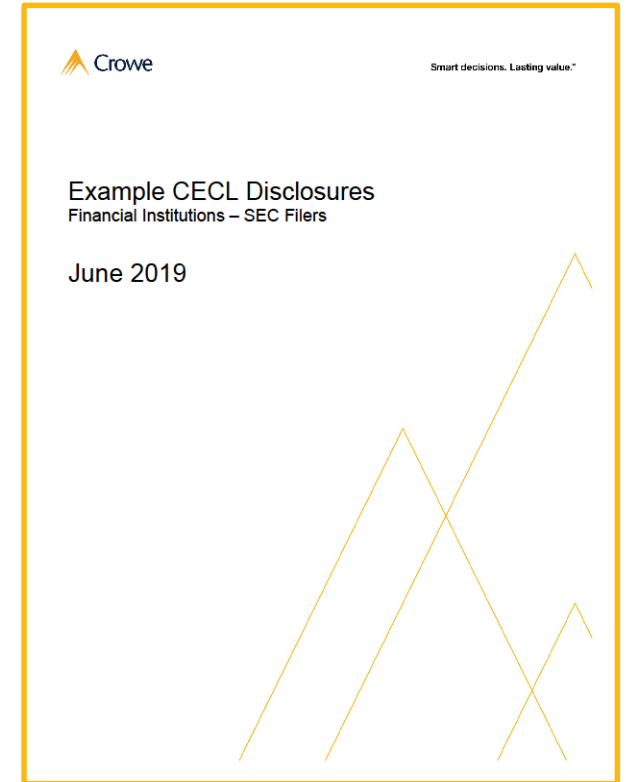 Crowe
Smart decisions. Lasting value.™
Example CECL Disclosures
Financial Institutions – SEC Filers
June 2019